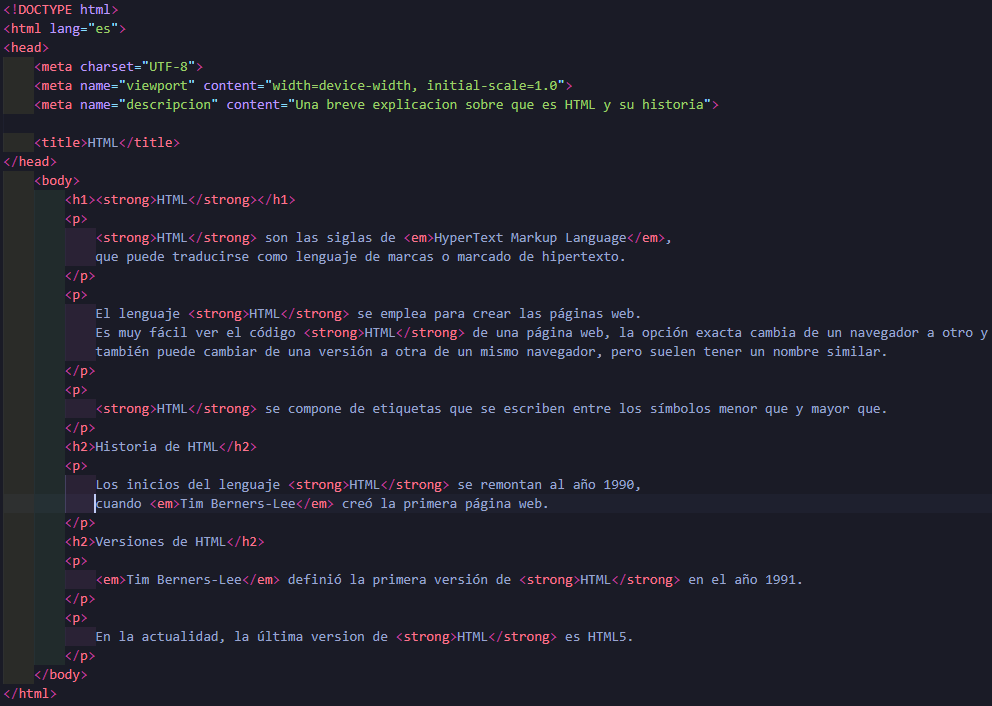 <!DOCTYPE html>
<html lang="es">
<head>
    <meta charset="UTF-8">
    <meta name="viewport" content="width=device-width, initial-scale=1.0">
    <meta name="descripcion" content="Una breve explicacion sobre que es HTML y su historia">

    <title>HTML</title>
</head>
    <body>
        <h1><strong>HTML</strong></h1>
        <p>
            <strong>HTML</strong> son las siglas de <em>HyperText Markup Language</em>,
            que puede traducirse como lenguaje de marcas o marcado de hipertexto.
        </p>
        <p>
            El lenguaje <strong>HTML</strong> se emplea para crear las páginas web.
            Es muy fácil ver el código <strong>HTML</strong> de una página web, la opción exacta cambia de un navegador a otro y
            también puede cambiar de una versión a otra de un mismo navegador, pero suelen tener un nombre similar.
        </p>
        <p>
            <strong>HTML</strong> se compone de etiquetas que se escriben entre los símbolos menor que y mayor que.
        </p>
        <h2>Historia de HTML</h2>
        <p>
            Los inicios del lenguaje <strong>HTML</strong> se remontan al año 1990,
            cuando <em>Tim Berners-Lee</em> creó la primera página web.
        </p>
        <h2>Versiones de HTML</h2>
        <p>
            <em>Tim Berners-Lee</em> definió la primera versión de <strong>HTML</strong> en el año 1991.
        </p>
        <p>
            En la actualidad, la última version de <strong>HTML</strong> es HTML5.
        </p>
    </body>
</html>